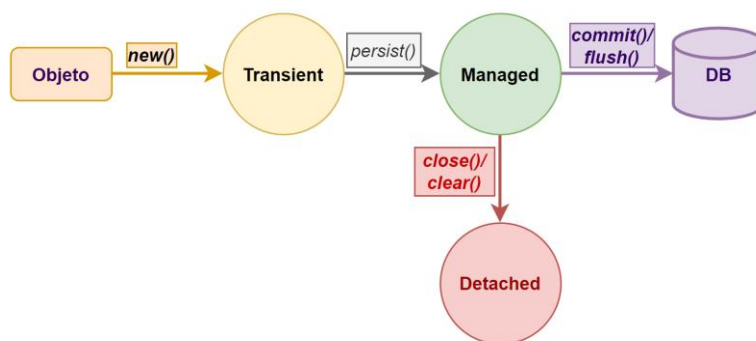 Objeto
new()
Transient
persist()
Managed
commit()/
flush()
DB
close()/
clear()
Detached